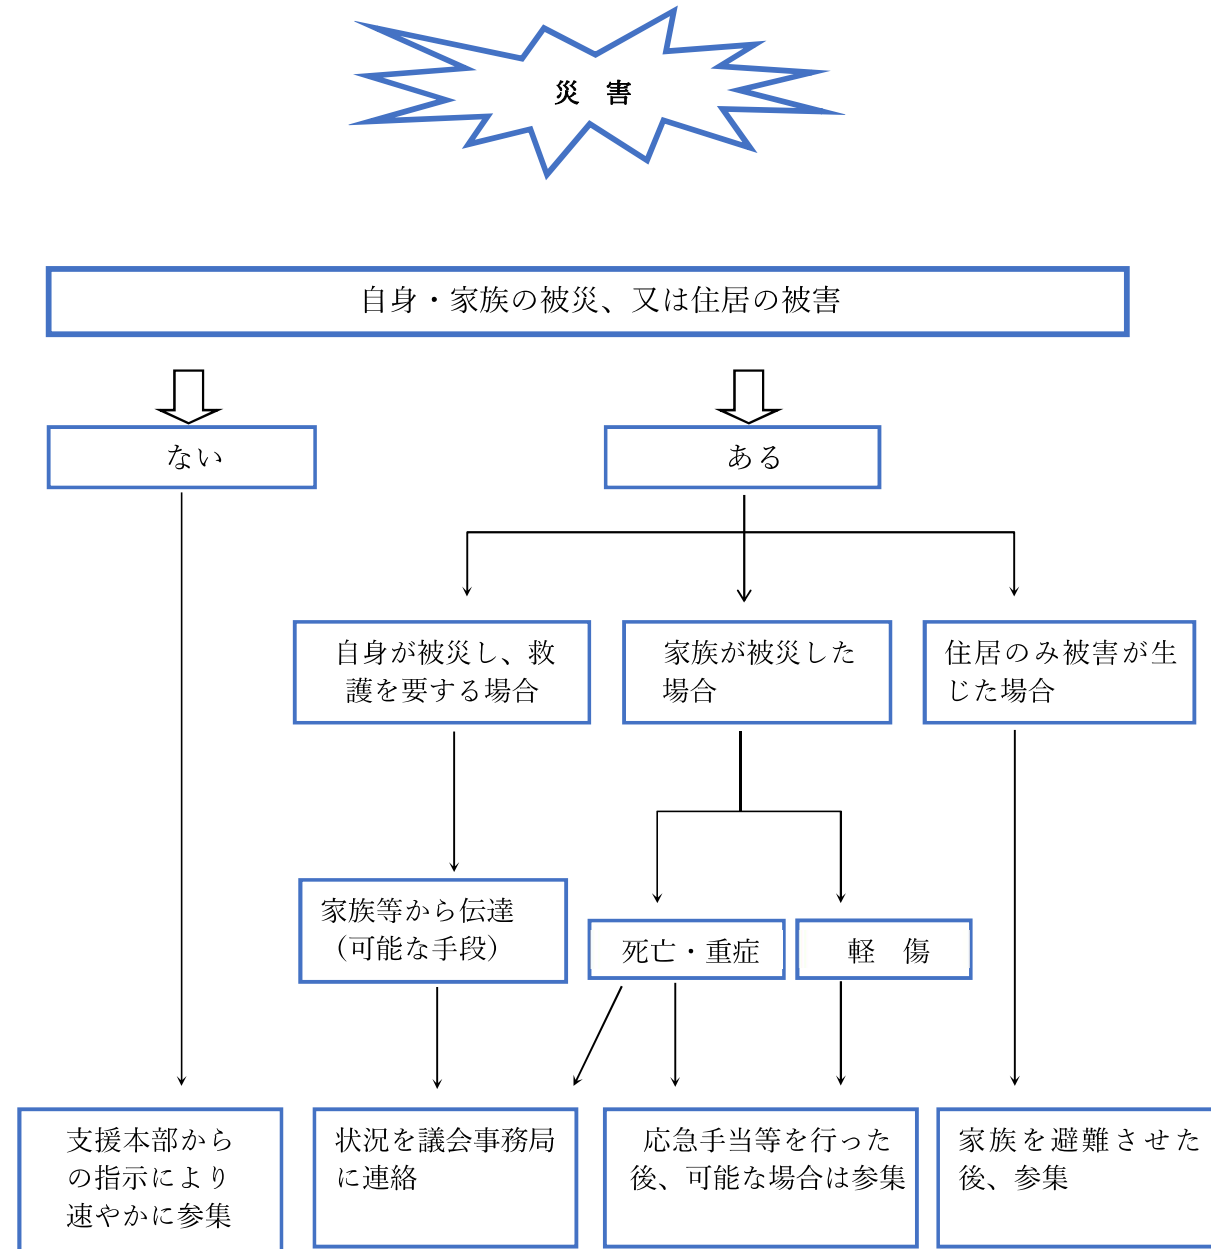 災　害
自身・家族の被災、又は住居の被害
ない
ある
自身が被災し、救
護を要する場合
家族が被災した
場合
住居のみ被害が生
じた場合
家族等から伝達
（可能な手段）
死亡・重症
軽　傷
支援本部から
の指示により
速やかに参集
状況を議会事務局
に連絡
応急手当等を行った
後、可能な場合は参集
家族を避難させた
後、参集